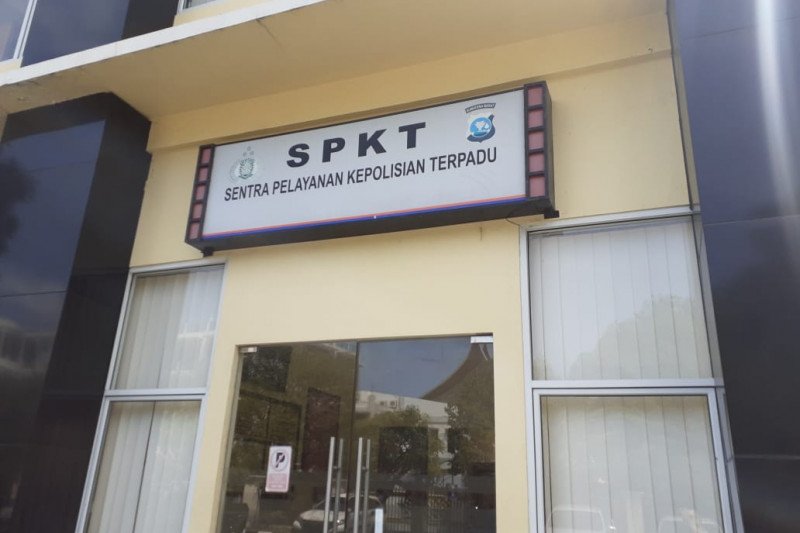 SPKT
SENTRA PELAYANAN KEPOLISIAN TERPADU